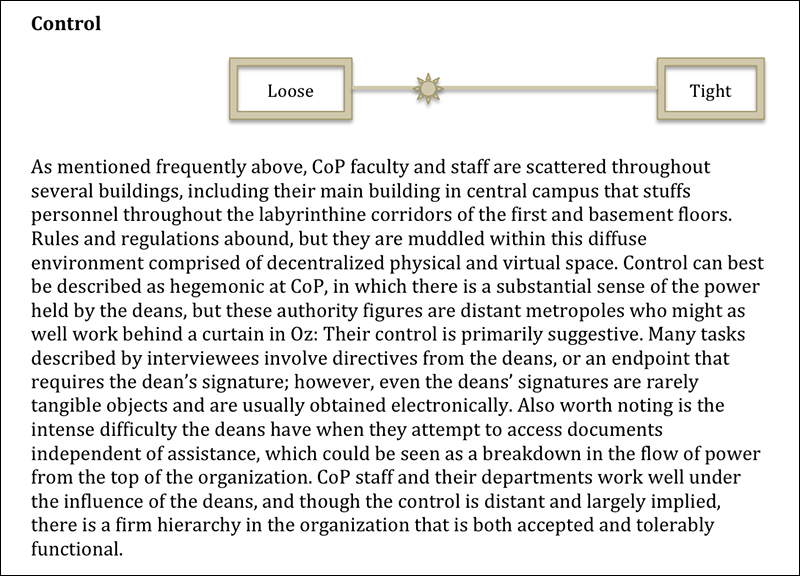 Control
Loose
Tight
As mentioned frequently above, CoP faculty and staff are scattered throughout
several buildings, including their main building in central campus that stuffs
personnel throughout the labyrinthine corridors of the first and basement floors.
Rules and regulations abound, but they are muddled within this diffuse
environment comprised of decentralized physical and virtual space. Control can best
be described as hegemonic at CoP, in which there is a substantial sense of the power
held by the deans, but these authority figures are distant metropoles who might as
well work behind a curtain in Oz: Their control is primarily suggestive. Many tasks
described by interviewees involve directives from the deans, or an endpoint that
requires the dean’s signature; however, even the deans’ signatures are rarely
tangible objects and are usually obtained electronically. Also worth noting is the
intense difficulty the deans have when they attempt to access documents
independent of assistance, which could be seen as a breakdown in the flow of power
from the top of the organization. CoP staff and their departments work well under
the influence of the deans, and though the control is distant and largely implied,
there is a firm hierarchy in the organization that is both accepted and tolerably
functional.